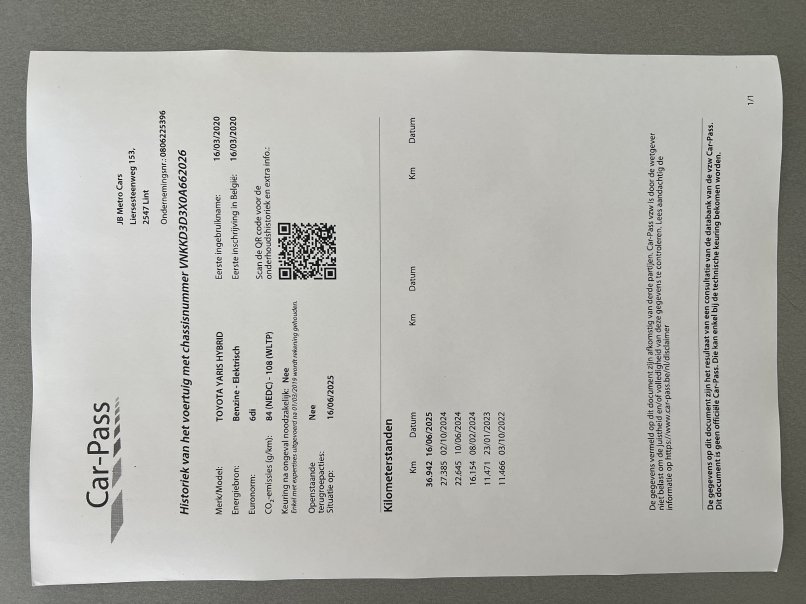 Car-Pass
JB Metro Cars
Liersesteenweg 153,
2547 Lint
Ondernemingsnr.: 0806225396
Historiek van het voertuig met chassisnummer VNKKD3D3X0A662026
Merk/Model: TOYOTA YARIS HYBRID
Eerste ingebruikname: 16/03/2020
Energiebron: Benzine - Elektrisch
Eerste inschrijving in België: 16/03/2020
Euronorm: 6di
CO₂-emissies (g/km): 84 (NEDC) - 108 (WLTP)
Scan de QR code voor de
onderhoudshistoriek en extra info.:
Keuring na ongeval noodzakelijk: Nee
Enkel met expertises uitgevoerd na 01/03/2019 wordt rekening gehouden.
Openstaande Nee
terugroepacties:
Situatie op: 16/06/2025
Kilometerstanden
Km Datum Km Datum Km Datum
36.942 16/06/2025
27.385 02/10/2024
22.645 10/06/2024
16.154 08/02/2024
11.471 23/01/2023
11.466 03/10/2022
De gegevens vermeld op dit document zijn afkomstig van derde partijen. Car-Pass vzw is door de wetgever
niet belast om de juistheid en/of volledigheid van deze gegevens te controleren. Lees aandachtig de
informatie op https://www.car-pass.be/nl/disclaimer
De gegevens op dit document zijn het resultaat van een consultatie van de databank van de vzw Car-Pass.
Dit document is geen officiële Car-Pass. Die kan enkel bij de technische keuring bekomen worden.
1/1